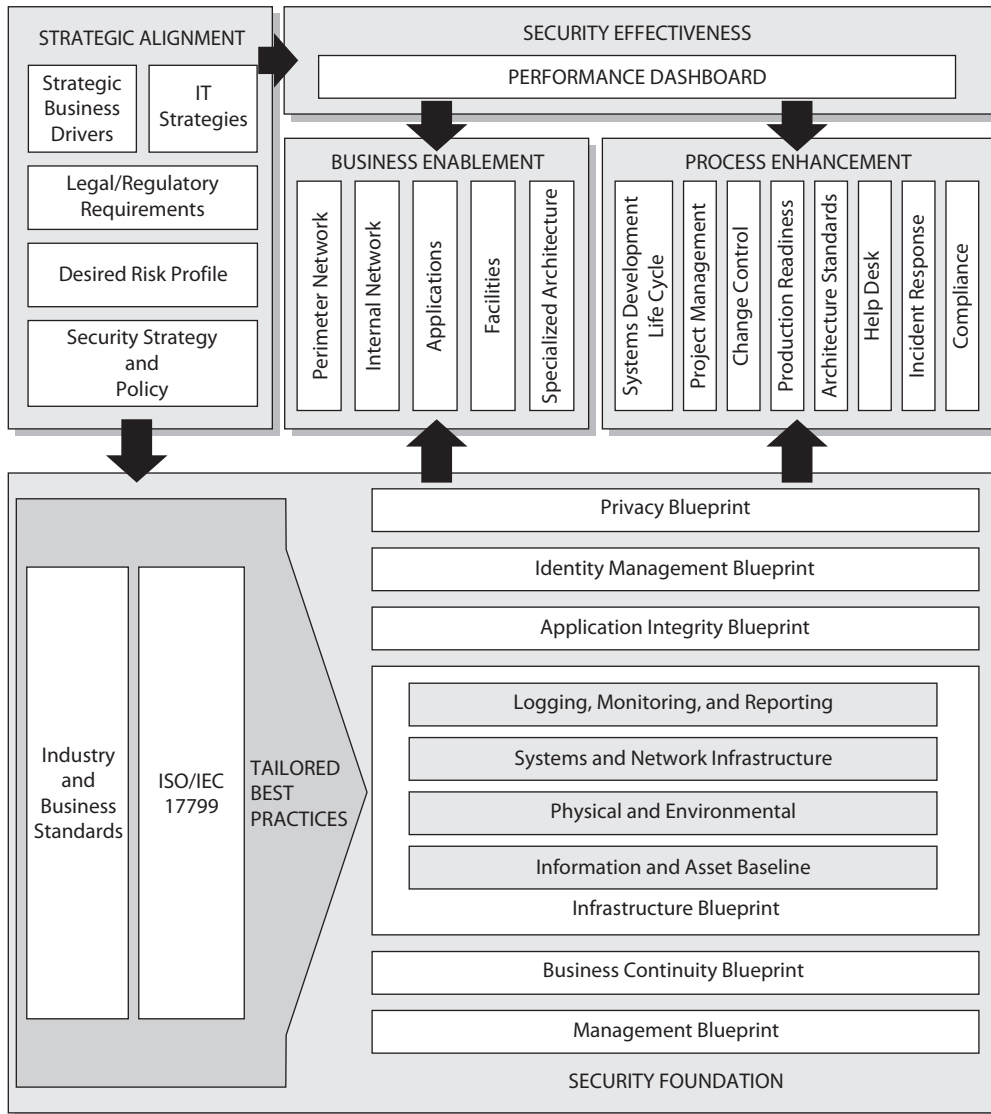 STRATEGIC ALIGNMENT
Strategic
Business
Drivers
IT
Strategies
Legal/Regulatory
Requirements
Desired Risk Profile
Security Strategy
and
Policy
SECURITY EFFECTIVENESS
PERFORMANCE DASHBOARD
BUSINESS ENABLEMENT
Perimeter Network
Internal Network
Applications
Facilities
Specialized Architecture
PROCESS ENHANCEMENT
Systems Development
Life Cycle
Project Management
Change Control
Production Readiness
Architecture Standards
Help Desk
Incident Response
Compliance
Industry
and
Business
Standards
ISO/IEC
17799
TAILORED
BEST
PRACTICES
Privacy Blueprint
Identity Management Blueprint
Application Integrity Blueprint
Logging, Monitoring, and Reporting
Systems and Network Infrastructure
Physical and Environmental
Information and Asset Baseline
Infrastructure Blueprint
Business Continuity Blueprint
Management Blueprint
SECURITY FOUNDATION